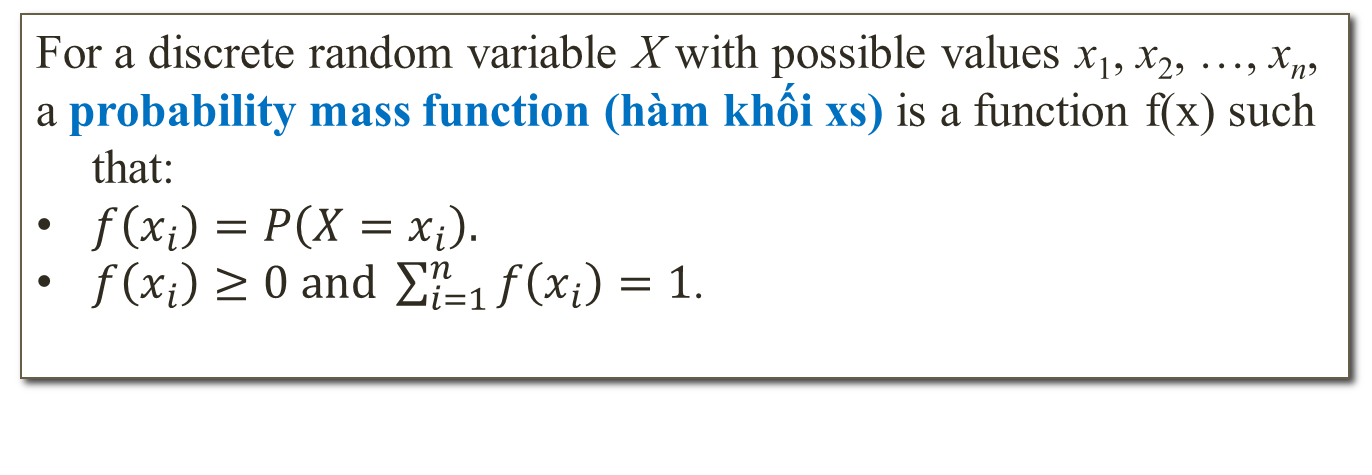 For a discrete random variable X with possible values x₁, x₂, …, xₙ,
a probability mass function (hàm khối xs) is a function f(x) such
that:
• f(xᵢ) = P(X = xᵢ).
• f(xᵢ) ≥ 0 and ∑ⁿᵢ₌₁ f(xᵢ) = 1.